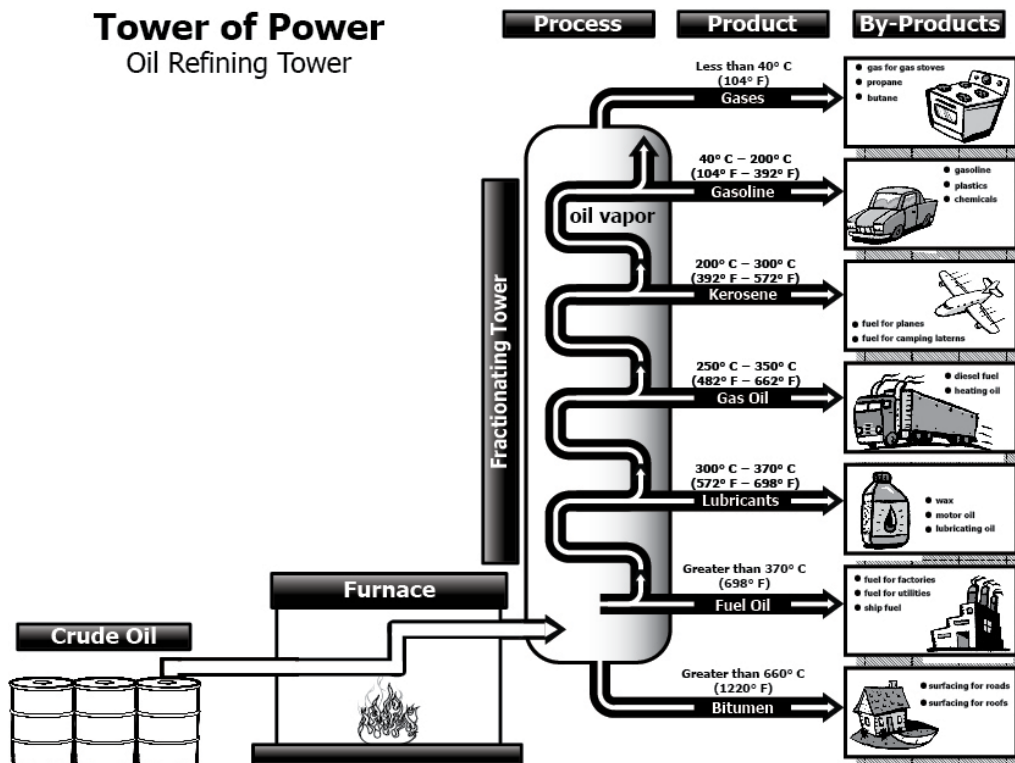 Tower of Power
Oil Refining Tower
Process
Product
By-Products
Less than 40° C
(104° F)
Gases
gas for gas stoves
propane
butane
40° C – 200° C
(104° F – 392° F)
Gasoline
gasoline
plastics
chemicals
oil vapor
200° C – 300° C
(392° F – 572° F)
Kerosene
fuel for planes
fuel for camping laterns
Fractionating Tower
250° C – 350° C
(482° F – 662° F)
Gas Oil
diesel fuel
heating oil
300° C – 370° C
(572° F – 698° F)
Lubricants
wax
motor oil
lubricating oil
Greater than 370° C
(698° F)
Fuel Oil
fuel for factories
fuel for utilities
ship fuel
Furnace
Crude Oil
Greater than 660° C
(1220° F)
Bitumen
surfacing for roads
surfacing for roofs